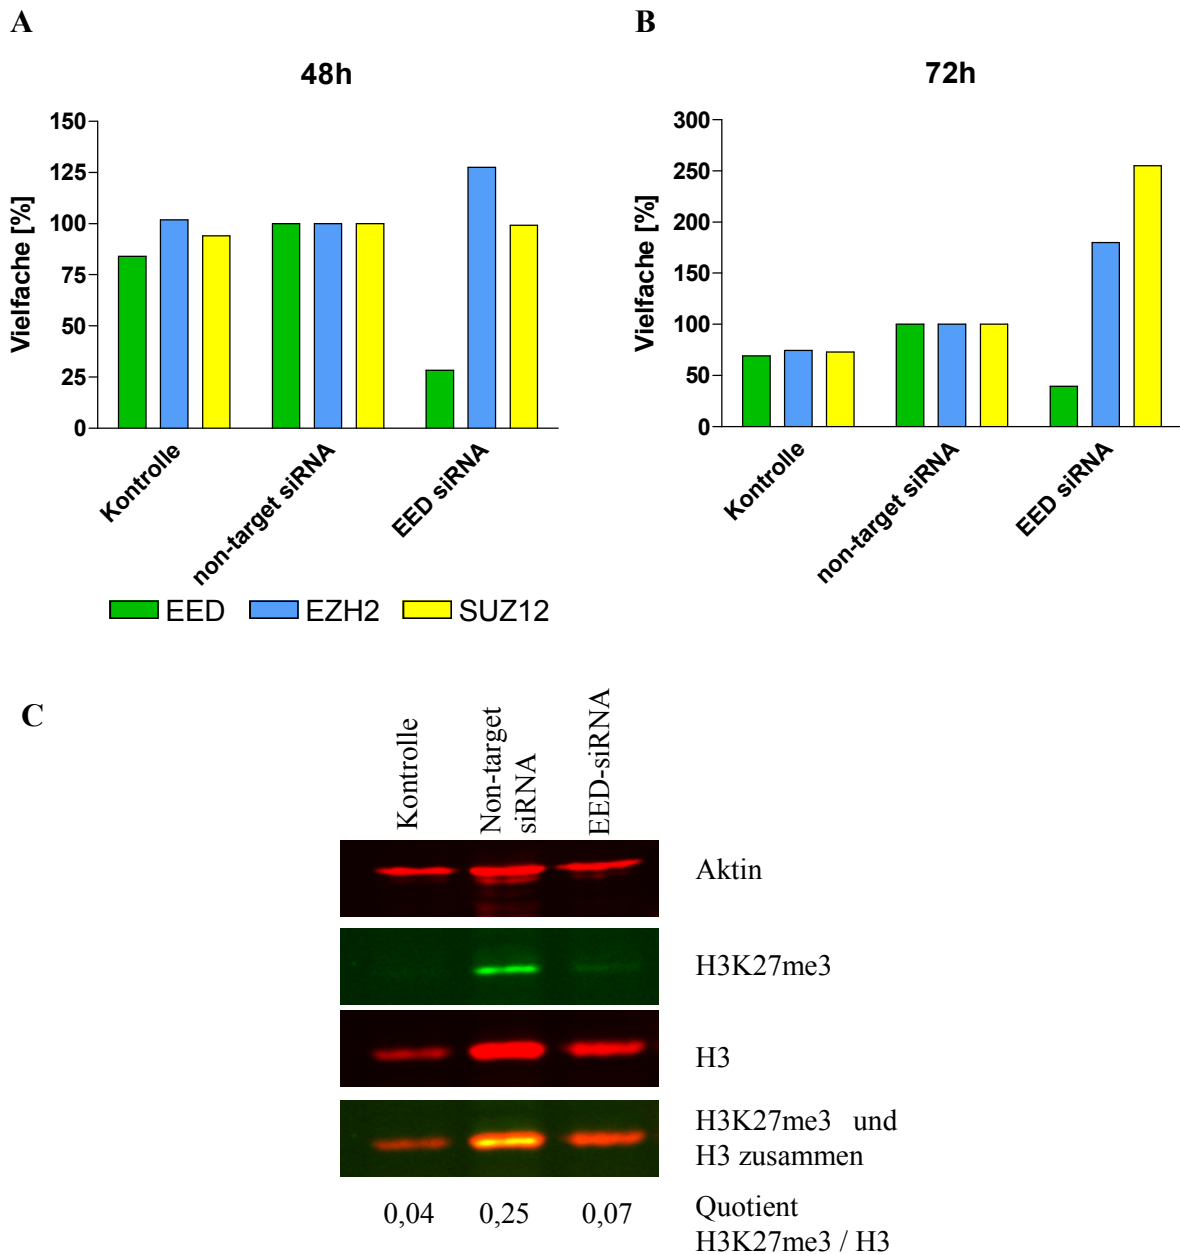 A
B
48h
72h
Vielfache [%]
150
125
100
75
50
25
0
Kontrolle
non-target siRNA
EED siRNA
Vielfache [%]
300
250
200
150
100
50
0
Kontrolle
non-target siRNA
EED siRNA
EED
EZH2
SUZ12
C
Kontrolle
Non-target
siRNA
EED-siRNA
Aktin
H3K27me3
H3
H3K27me3 und
H3 zusammen
0,04 0,25 0,07 Quotient
H3K27me3 / H3